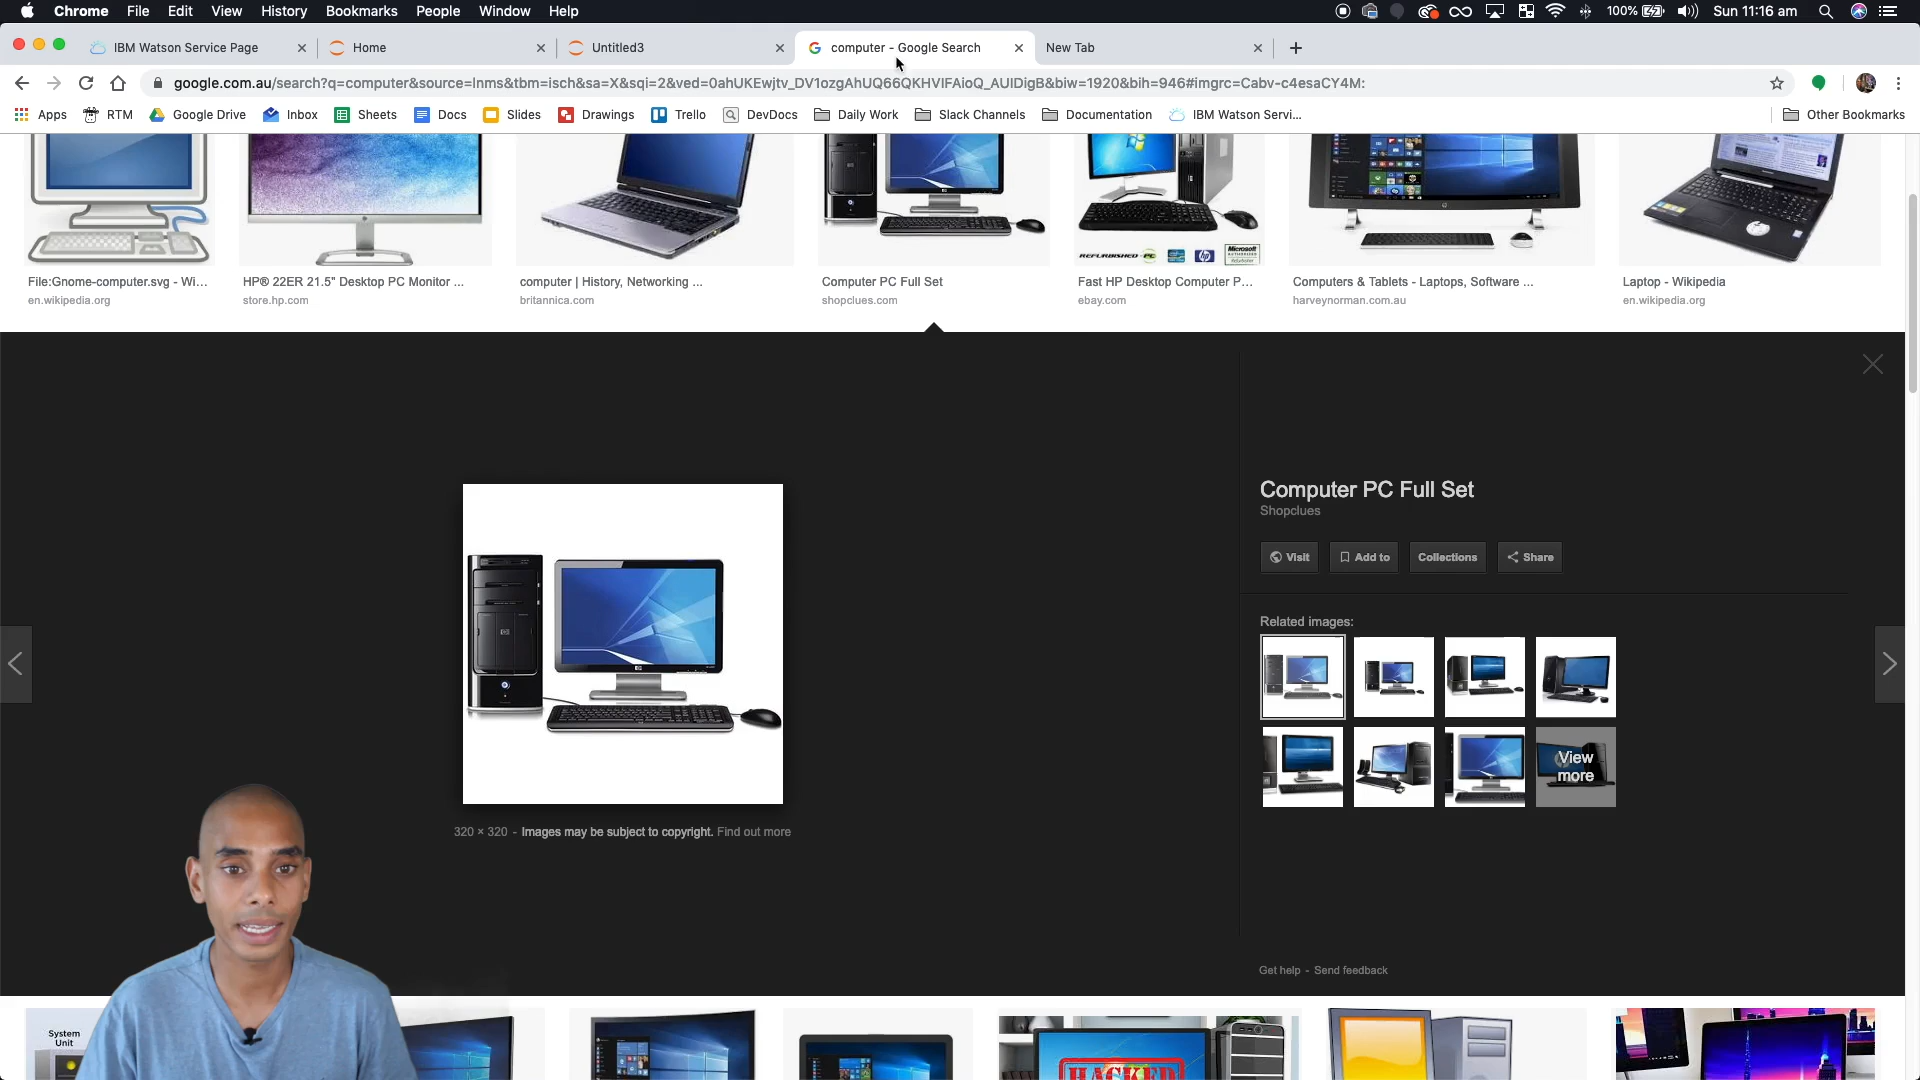 Chrome File Edit View History Bookmarks People Window Help 100% Sun 11:16 am
IBM Watson Service Page Home Untitled3 computer - Google Search New Tab
google.com.au/search?q=computer&source=lnms&tbm=isch&sa=X&sqi=2&ved=0ahUKEwjtv_DV1ozgAhUQ66QKHVIFAioQ_AUIDigB&biw=1920&bih=946#imgrc=Cabv-c4esaCY4M:
Apps RTM Google Drive Inbox Sheets Docs Slides Drawings Trello DevDocs Daily Work Slack Channels Documentation IBM Watson Servi... Other Bookmarks
REFURBISHED PC hp Microsoft
File:Gnome-computer.svg - Wi... HP® 22ER 21.5" Desktop PC Monitor ... computer | History, Networking ... Computer PC Full Set Fast HP Desktop Computer P... Computers & Tablets - Laptops, Software ... Laptop - Wikipedia
en.wikipedia.org store.hp.com britannica.com shopclues.com ebay.com harveynorman.com.au en.wikipedia.org
Computer PC Full Set
Shopclues
Visit Add to Collections Share
Related images:
View
more
320 × 320 - Images may be subject to copyright. Find out more
Get help - Send feedback
System
Unit
HACKED